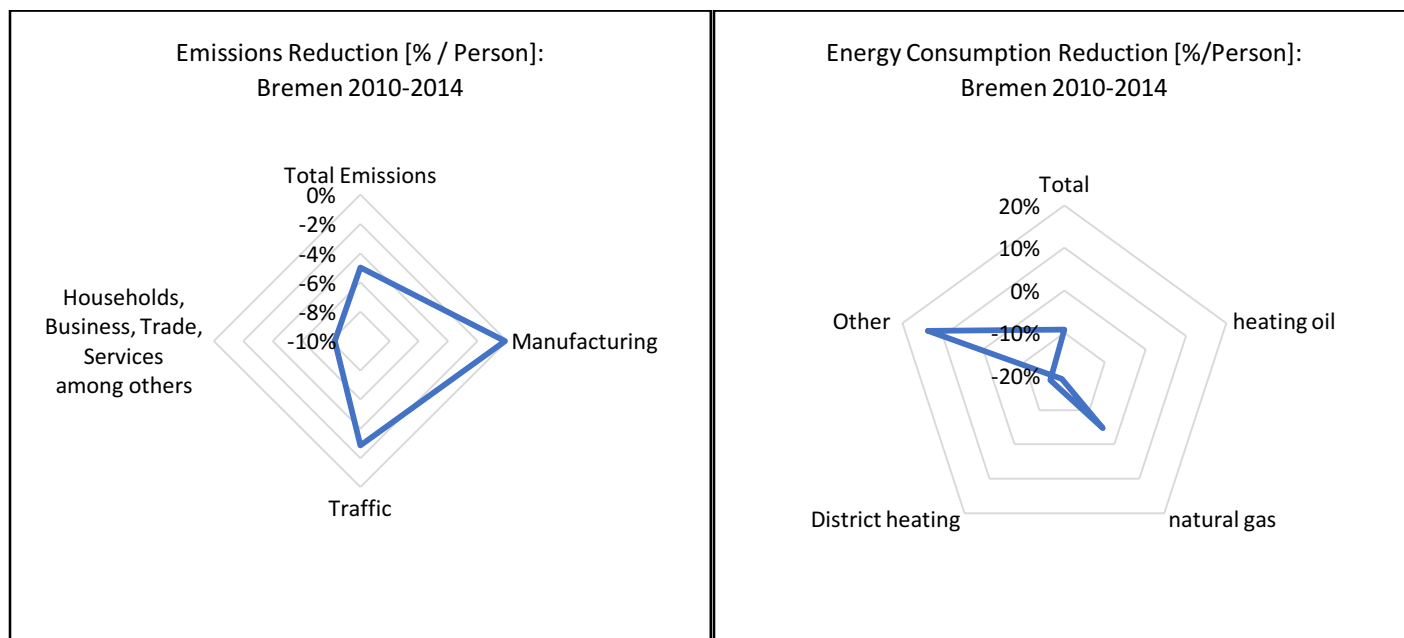 Emissions Reduction [% / Person]:
Bremen 2010-2014
Total Emissions
0%
-2%
-4%
-6%
-8%
-10%
Households,
Business, Trade,
Services
among others
Manufacturing
Traffic
Energy Consumption Reduction [%/Person]:
Bremen 2010-2014
Total
20%
10%
0%
-10%
-20%
Other
heating oil
District heating
natural gas